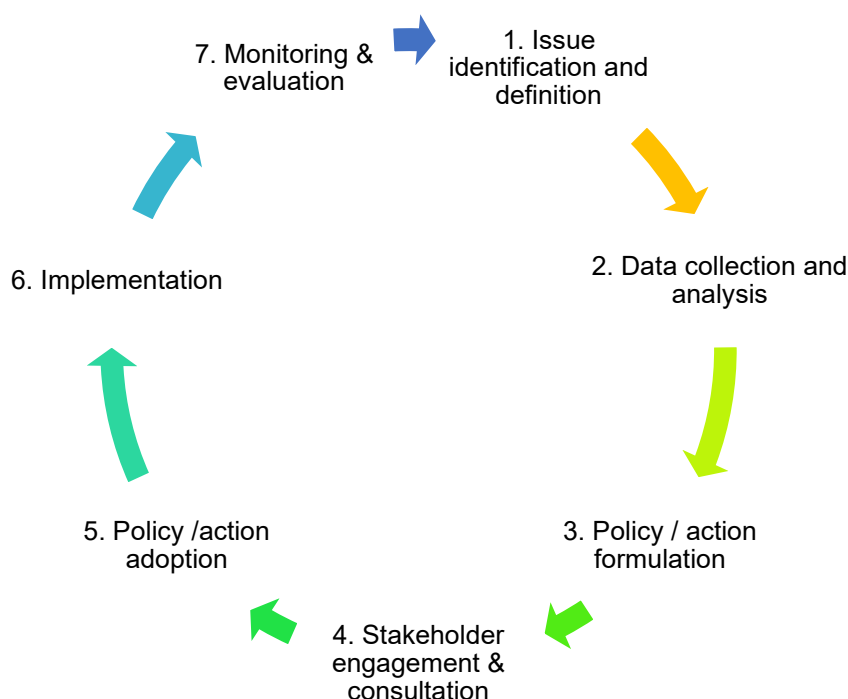 1. Issue
identification and
definition
2. Data collection and
analysis
3. Policy / action
formulation
4. Stakeholder
engagement &
consultation
5. Policy /action
adoption
6. Implementation
7. Monitoring &
evaluation